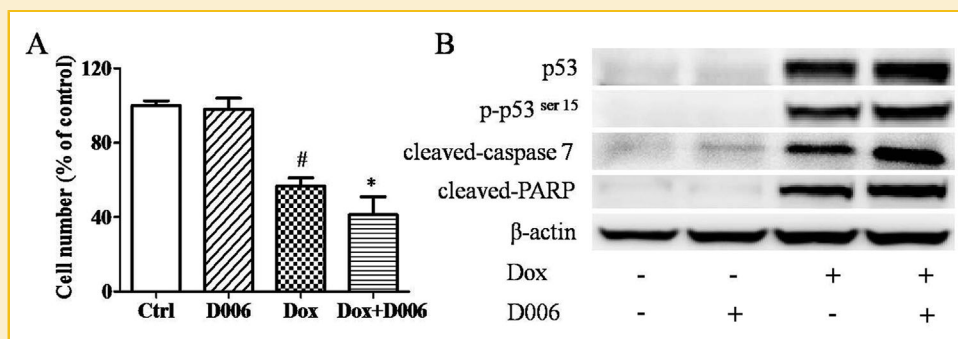 A
Cell number (% of control)
120
80
40
0
#
*
Ctrl D006 Dox Dox+D006
B
p53
p-p53 ser 15
cleaved-caspase 7
cleaved-PARP
β-actin
Dox - - + +
D006 - + - +